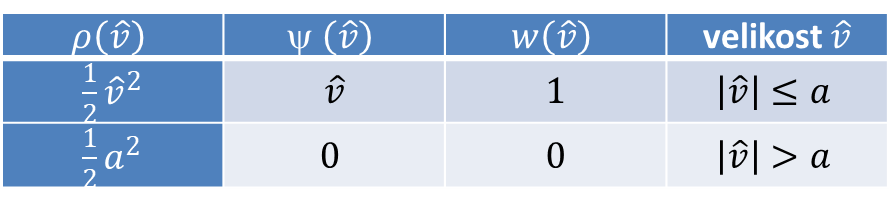 ρ(v̂) ψ (v̂) w(v̂) velikost v̂
1/2 v̂² v̂ 1 |v̂| ≤ a
1/2 a² 0 0 |v̂| > a